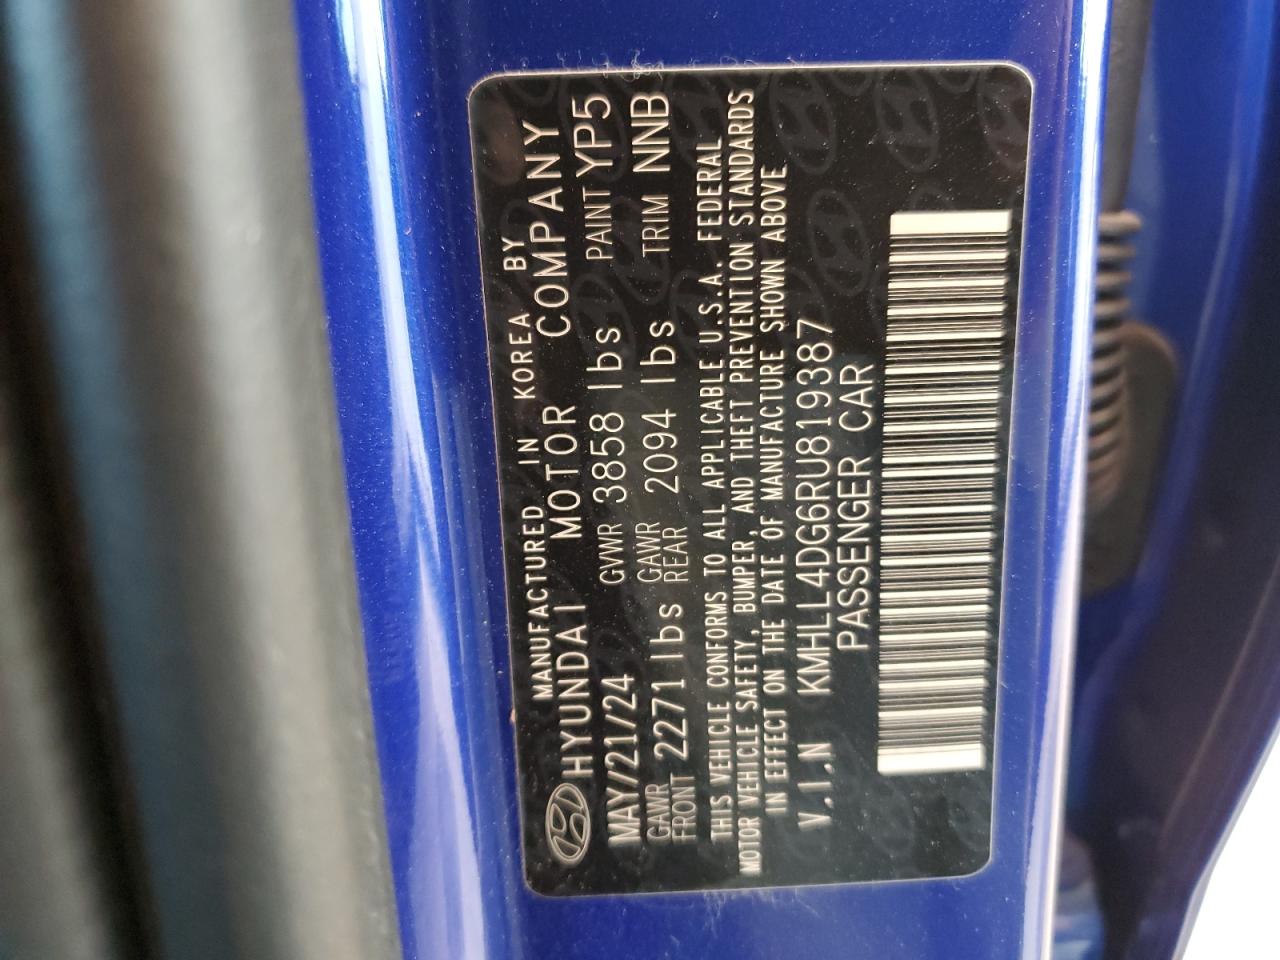 MANUFACTURED IN KOREA BY
HYUNDAI MOTOR COMPANY
MAY/21/24 GVWR 3858 lbs PAINT YP5
GAWR FRONT 2271 lbs GAWR REAR 2094 lbs TRIM NNB
THIS VEHICLE CONFORMS TO ALL APPLICABLE U.S.A. FEDERAL
MOTOR VEHICLE SAFETY, BUMPER, AND THEFT PREVENTION STANDARDS
IN EFFECT ON THE DATE OF MANUFACTURE SHOWN ABOVE
V.I.N KMHLL4DG6RU819387
PASSENGER CAR